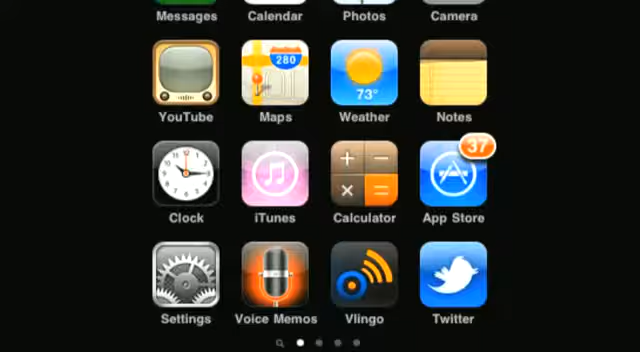 Messages Calendar Photos Camera
280
73°
YouTube Maps Weather Notes
37
Clock iTunes Calculator App Store
Settings Voice Memos Vlingo Twitter